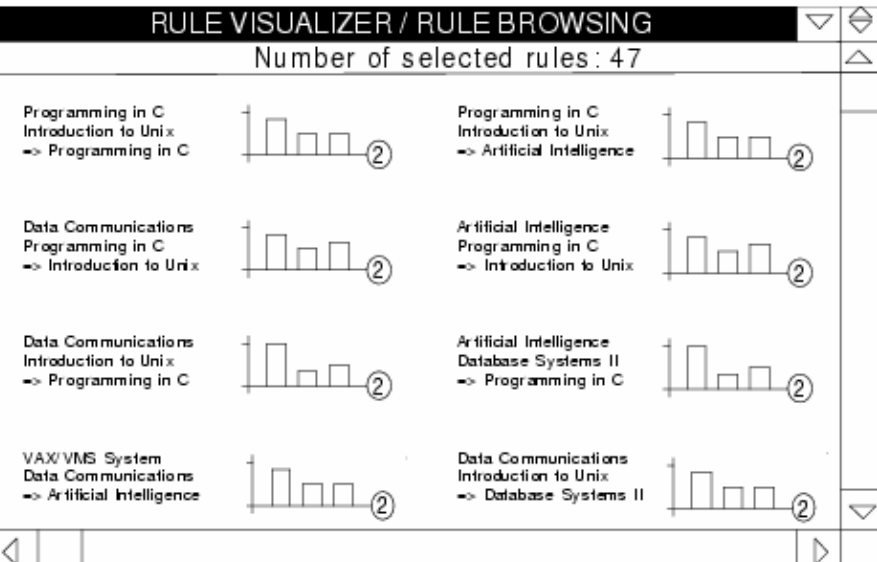 RULE VISUALIZER / RULE BROWSING
Number of selected rules: 47
Programming in C
Introduction to Unix
=> Programming in C
2
Programming in C
Introduction to Unix
=> Artificial Intelligence
2
Data Communications
Programming in C
=> Introduction to Unix
2
Artificial Intelligence
Programming in C
=> Introduction to Unix
2
Data Communications
Introduction to Unix
=> Programming in C
2
Artificial Intelligence
Database Systems II
=> Programming in C
2
VAX/VMS System
Data Communications
=> Artificial Intelligence
2
Data Communications
Introduction to Unix
=> Database Systems II
2